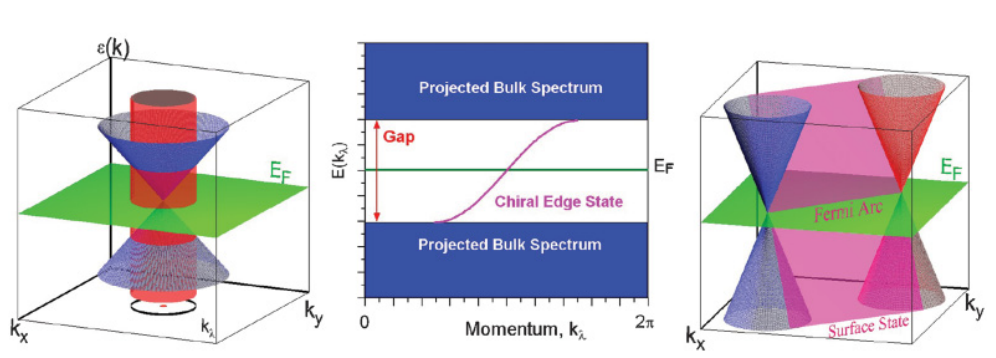 ε(k)
E_F
k_x
k_λ
k_y
Projected Bulk Spectrum
Gap
E(k_λ)
E_F
Chiral Edge State
Projected Bulk Spectrum
0
2π
Momentum, k_λ
E_F
Fermi Arc
k_x
k_y
Surface State